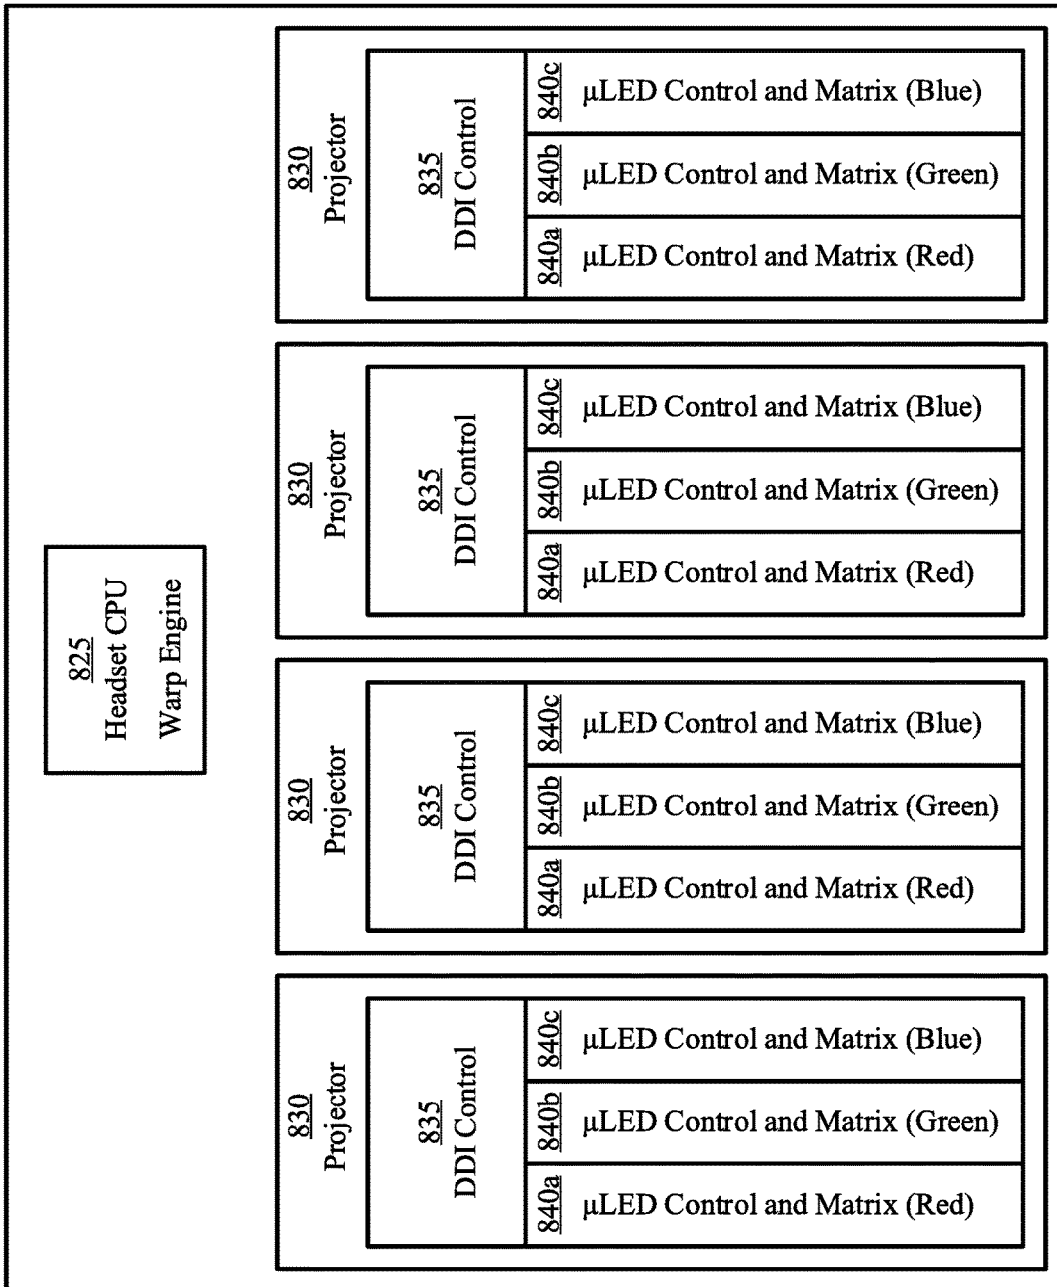 825
Headset CPU
Warp Engine
830
Projector
835
DDI Control
840c
μLED Control and Matrix (Blue)
840b
μLED Control and Matrix (Green)
840a
μLED Control and Matrix (Red)
830
Projector
835
DDI Control
840c
μLED Control and Matrix (Blue)
840b
μLED Control and Matrix (Green)
840a
μLED Control and Matrix (Red)
830
Projector
835
DDI Control
840c
μLED Control and Matrix (Blue)
840b
μLED Control and Matrix (Green)
840a
μLED Control and Matrix (Red)
830
Projector
835
DDI Control
840c
μLED Control and Matrix (Blue)
840b
μLED Control and Matrix (Green)
840a
μLED Control and Matrix (Red)